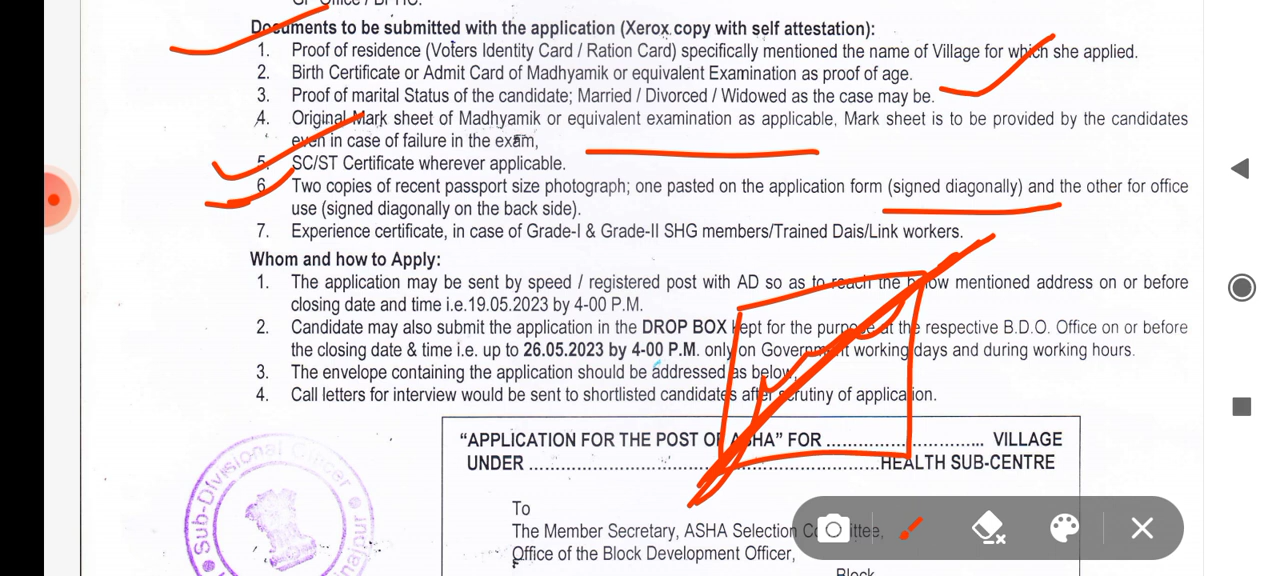 Documents to be submitted with the application (Xerox copy with self attestation):
1. Proof of residence (Voters Identity Card / Ration Card) specifically mentioned the name of Village for which she applied.
2. Birth Certificate or Admit Card of Madhyamik or equivalent Examination as proof of age.
3. Proof of marital Status of the candidate; Married / Divorced / Widowed as the case may be.
4. Original Mark sheet of Madhyamik or equivalent examination as applicable, Mark sheet is to be provided by the candidates
even in case of failure in the exam,
5. SC/ST Certificate wherever applicable.
6. Two copies of recent passport size photograph; one pasted on the application form (signed diagonally) and the other for office
use (signed diagonally on the back side).
7. Experience certificate, in case of Grade-I & Grade-II SHG members/Trained Dais/Link workers.
Whom and how to Apply:
1. The application may be sent by speed / registered post with AD so as to reach the below mentioned address on or before
closing date and time i.e.19.05.2023 by 4-00 P.M.
2. Candidate may also submit the application in the DROP BOX kept for the purpose at the respective B.D.O. Office on or before
the closing date & time i.e. up to 26.05.2023 by 4-00 P.M. only on Government working days and during working hours.
3. The envelope containing the application should be addressed as below,
4. Call letters for interview would be sent to shortlisted candidates after scrutiny of application.
"APPLICATION FOR THE POST OF ASHA" FOR ............................... VILLAGE
UNDER ....................................................................HEALTH SUB-CENTRE
Sub-Divisional Officer
To
The Member Secretary, ASHA Selection Committee,
Office of the Block Development Officer,
Block